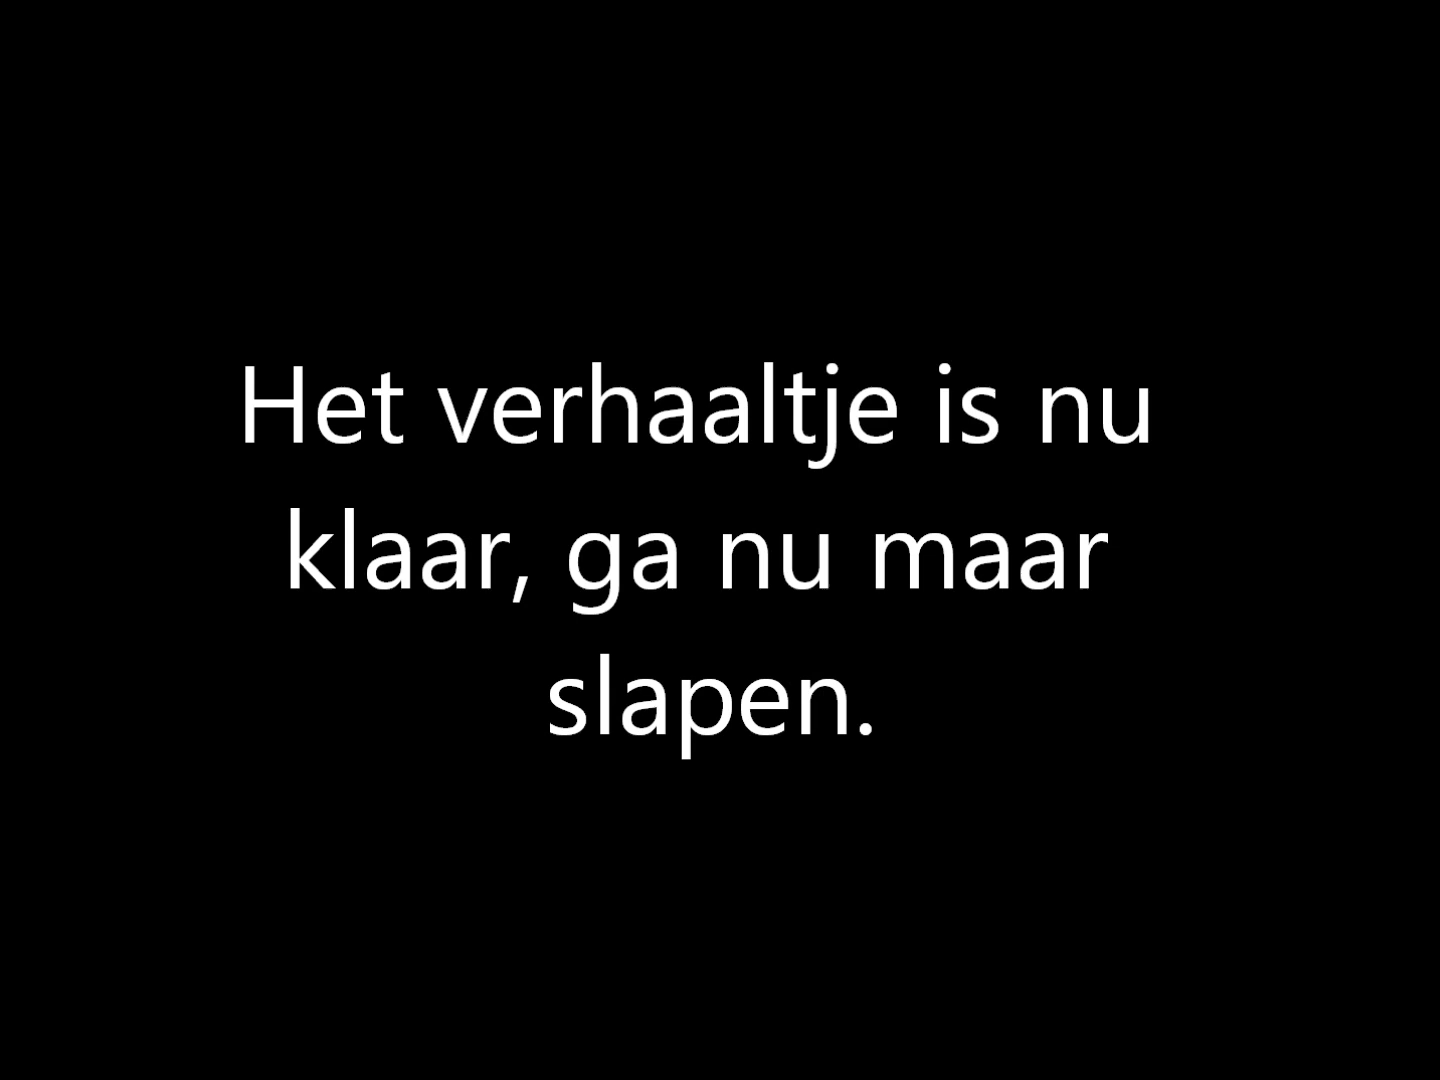 Het verhaaltje is nu
klaar, ga nu maar
slapen.